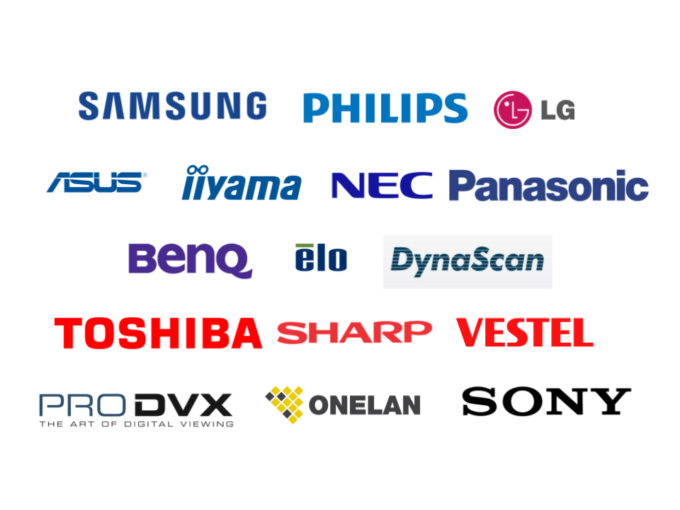 SAMSUNG PHILIPS LG
ASUS® iiyama NEC Panasonic
BenQ ēlo DynaScan
TOSHIBA SHARP VESTEL
PRODVX ONELAN SONY
THE ART OF DIGITAL VIEWING